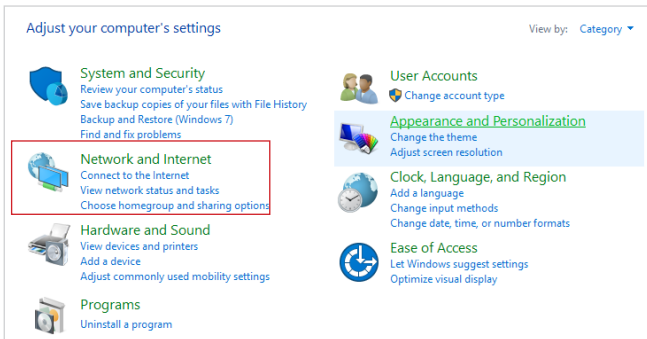 Adjust your computer's settings
View by: Category
System and Security
Review your computer's status
Save backup copies of your files with File History
Backup and Restore (Windows 7)
Find and fix problems
Network and Internet
Connect to the Internet
View network status and tasks
Choose homegroup and sharing options
Hardware and Sound
View devices and printers
Add a device
Adjust commonly used mobility settings
Programs
Uninstall a program
User Accounts
Change account type
Appearance and Personalization
Change the theme
Adjust screen resolution
Clock, Language, and Region
Add a language
Change input methods
Change date, time, or number formats
Ease of Access
Let Windows suggest settings
Optimize visual display